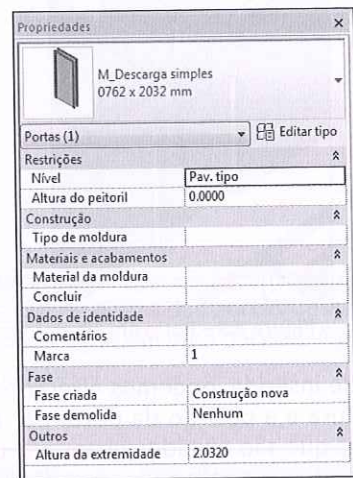 Propriedades
M_Descarga simples
0762 x 2032 mm
Portas (1)
Editar tipo
Restrições
Nível Pav. tipo
Altura do peitoril 0.0000
Construção
Tipo de moldura
Materiais e acabamentos
Material da moldura
Concluir
Dados de identidade
Comentários
Marca 1
Fase
Fase criada Construção nova
Fase demolida Nenhum
Outros
Altura da extremidade 2.0320